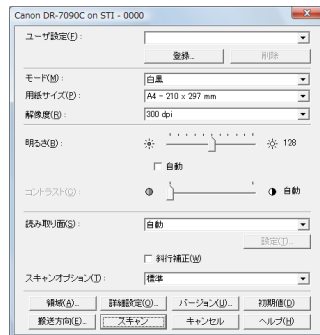 Canon DR-7090C on STI - 0000
ユーザ設定(F):
登録... 削除
モード(M): 白黒
用紙サイズ(P): A4 - 210 x 297 mm
解像度(R): 300 dpi
明るさ(B): 128
自動
コントラスト(C): 自動
読み取り面(S): 自動
設定(T)...
斜行補正(W)
スキャンオプション(T): 標準
領域(A)... 詳細設定(O)... バージョン(U)... 初期値(D)
搬送方向(E)... スキャン キャンセル ヘルプ(H)